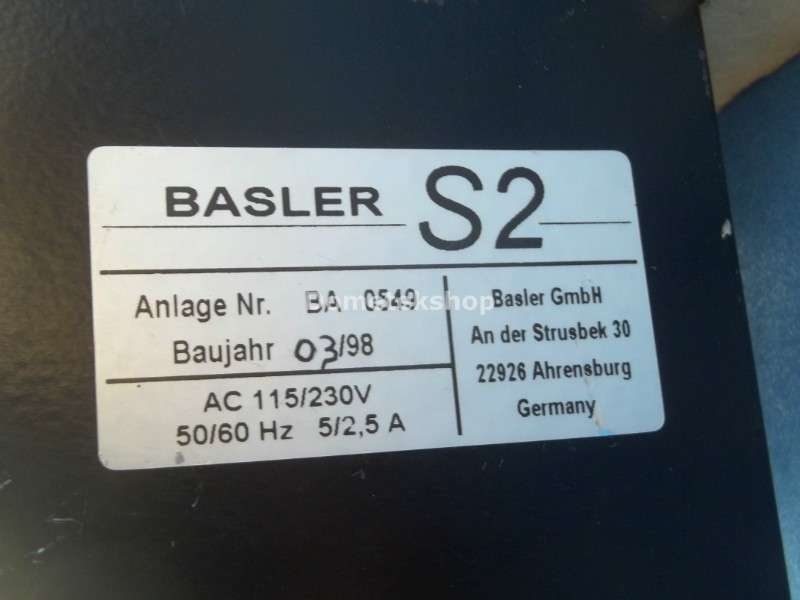 BASLER S2
Anlage Nr. BA 0549
Baujahr 03/98
AC 115/230V
50/60 Hz 5/2,5 A
Basler GmbH
An der Strusbek 30
22926 Ahrensburg
Germany